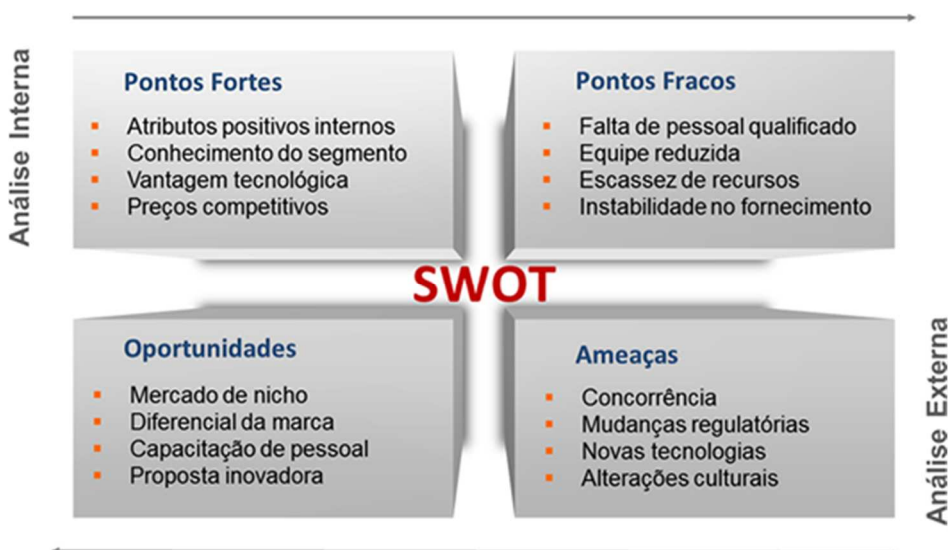 Análise Interna
Pontos Fortes
Atributos positivos internos
Conhecimento do segmento
Vantagem tecnológica
Preços competitivos
Pontos Fracos
Falta de pessoal qualificado
Equipe reduzida
Escassez de recursos
Instabilidade no fornecimento
SWOT
Oportunidades
Mercado de nicho
Diferencial da marca
Capacitação de pessoal
Proposta inovadora
Ameaças
Concorrência
Mudanças regulatórias
Novas tecnologias
Alterações culturais
Análise Externa